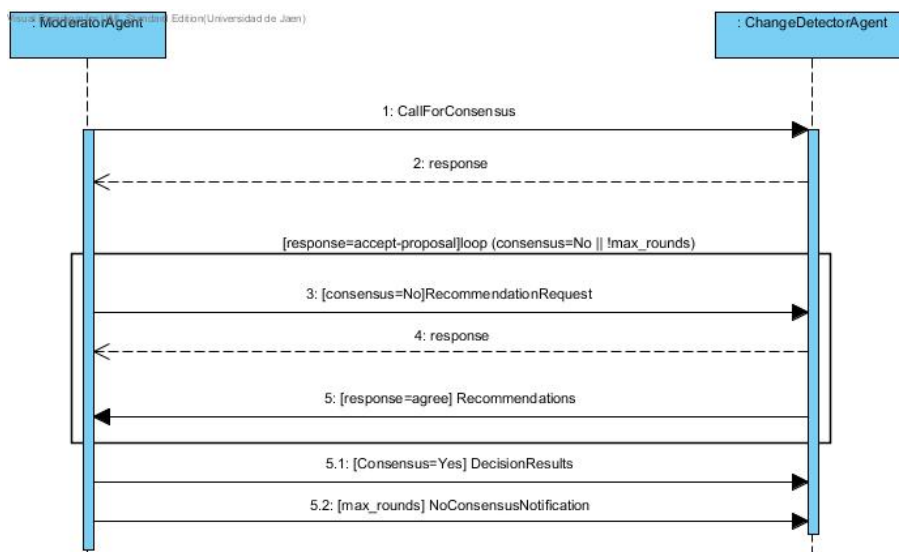 : ModeratorAgent
Edition(Universidad de Jaen)
: ChangeDetectorAgent
1: CallForConsensus
2: response
[response=accept-proposal]loop (consensus=No || !max_rounds)
3: [consensus=No]RecommendationRequest
4: response
5: [response=agree] Recommendations
5.1: [Consensus=Yes] DecisionResults
5.2: [max_rounds] NoConsensusNotification